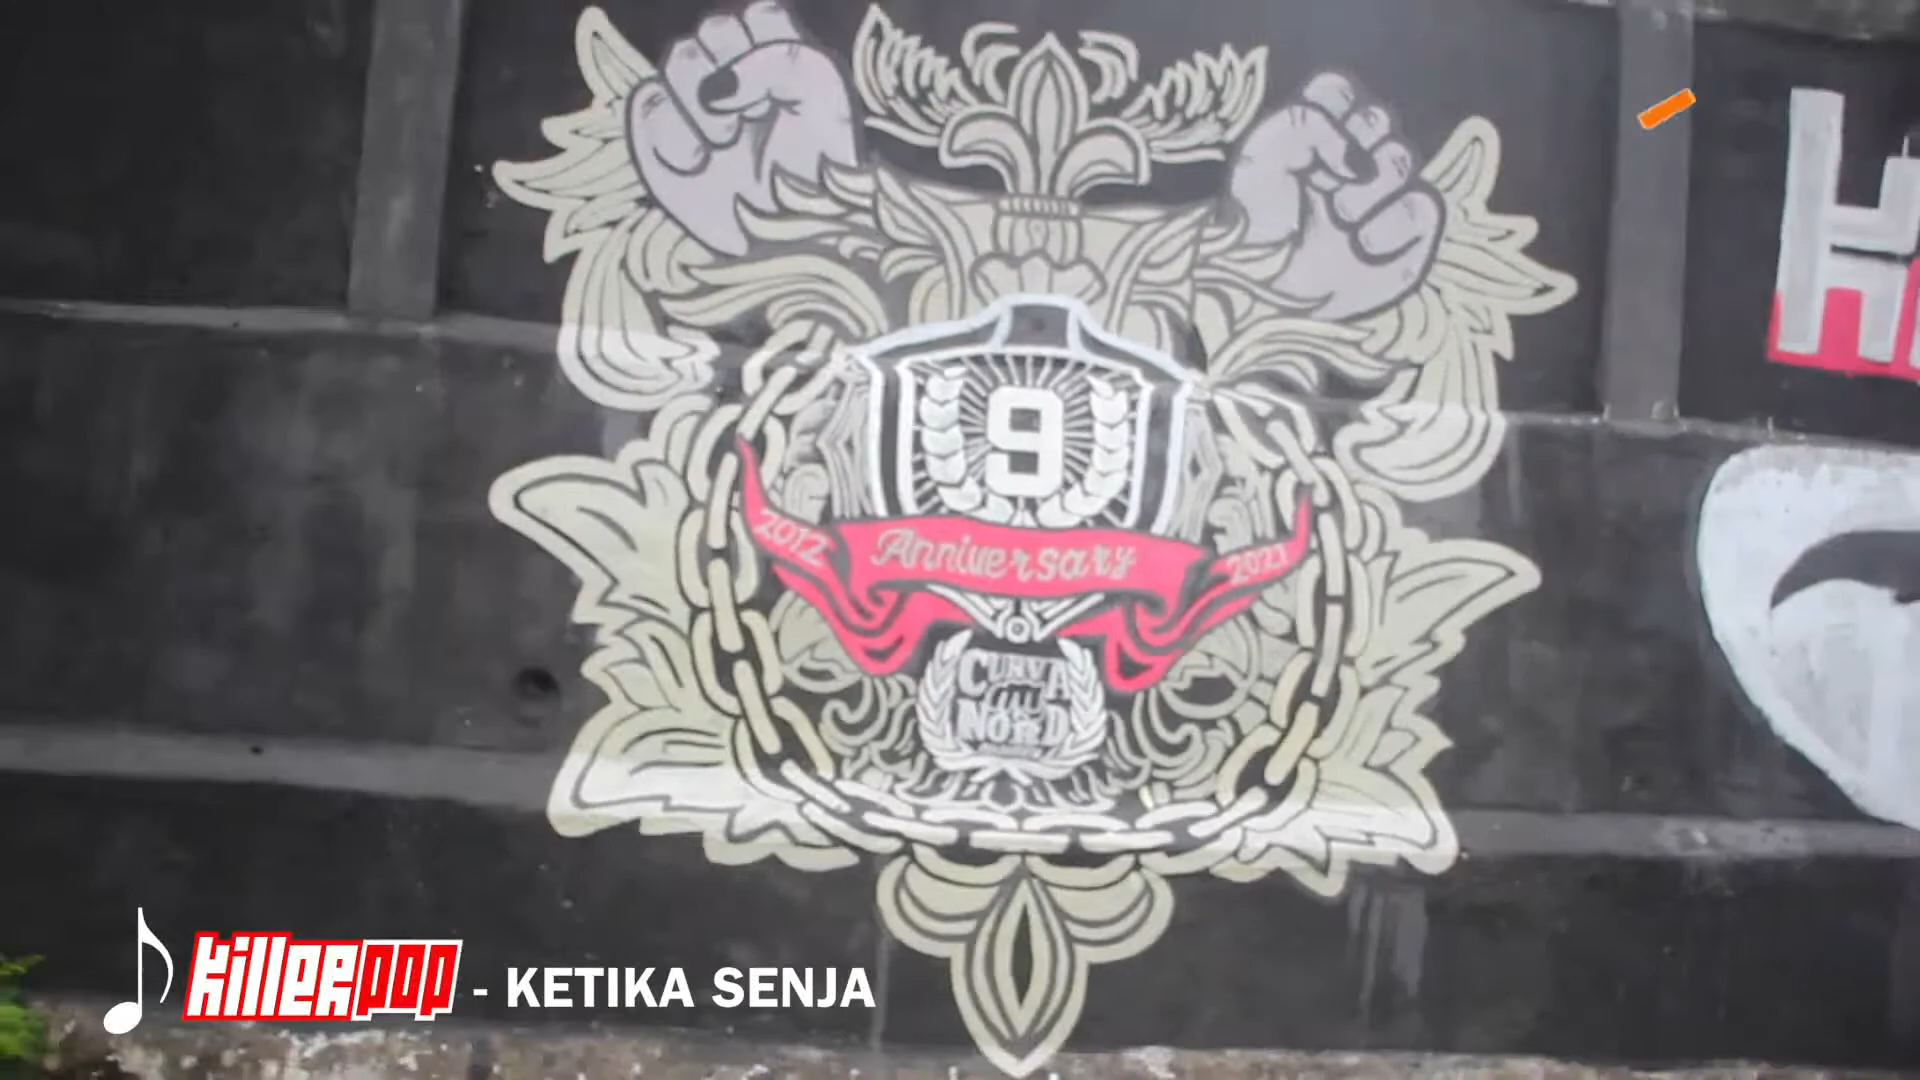 9
2012 Anniversary 2021
CURVA
NORD
killerpop - KETIKA SENJA